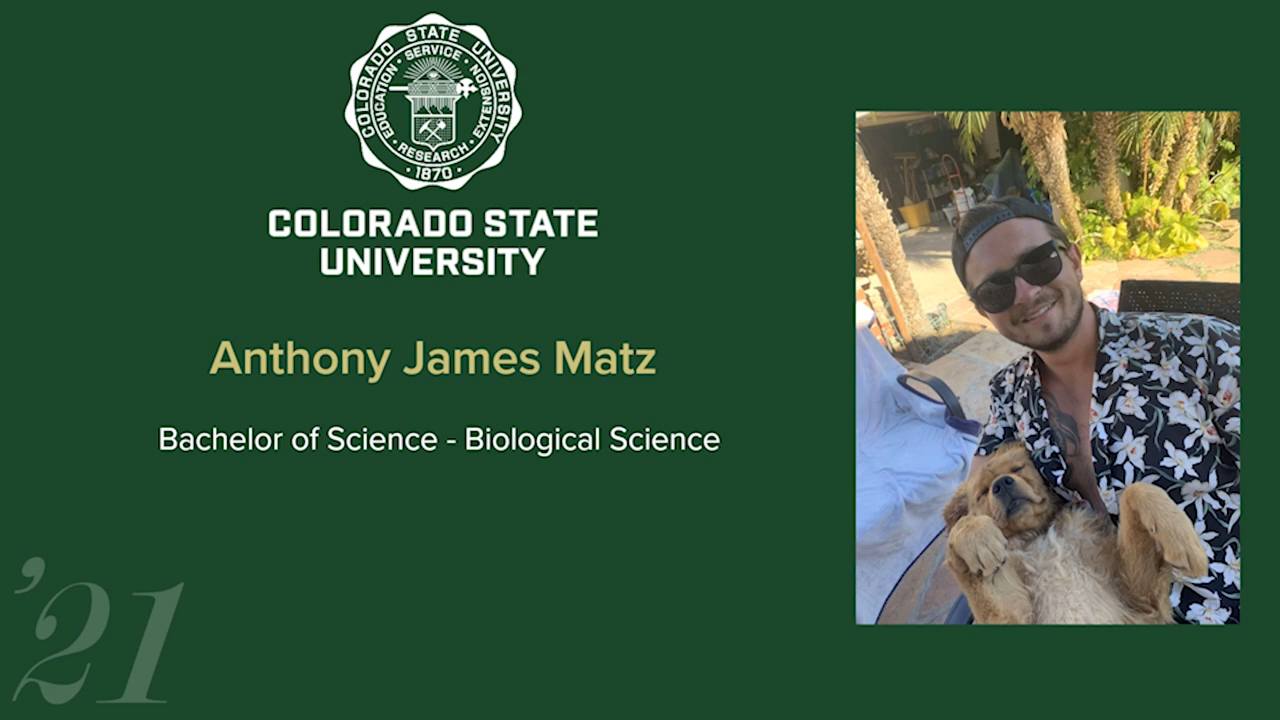 COLORADO STATE UNIVERSITY
EDUCATION · SERVICE · EXTENSION
· RESEARCH ·
· 1870 ·
COLORADO STATE
UNIVERSITY
Anthony James Matz
Bachelor of Science - Biological Science
’21